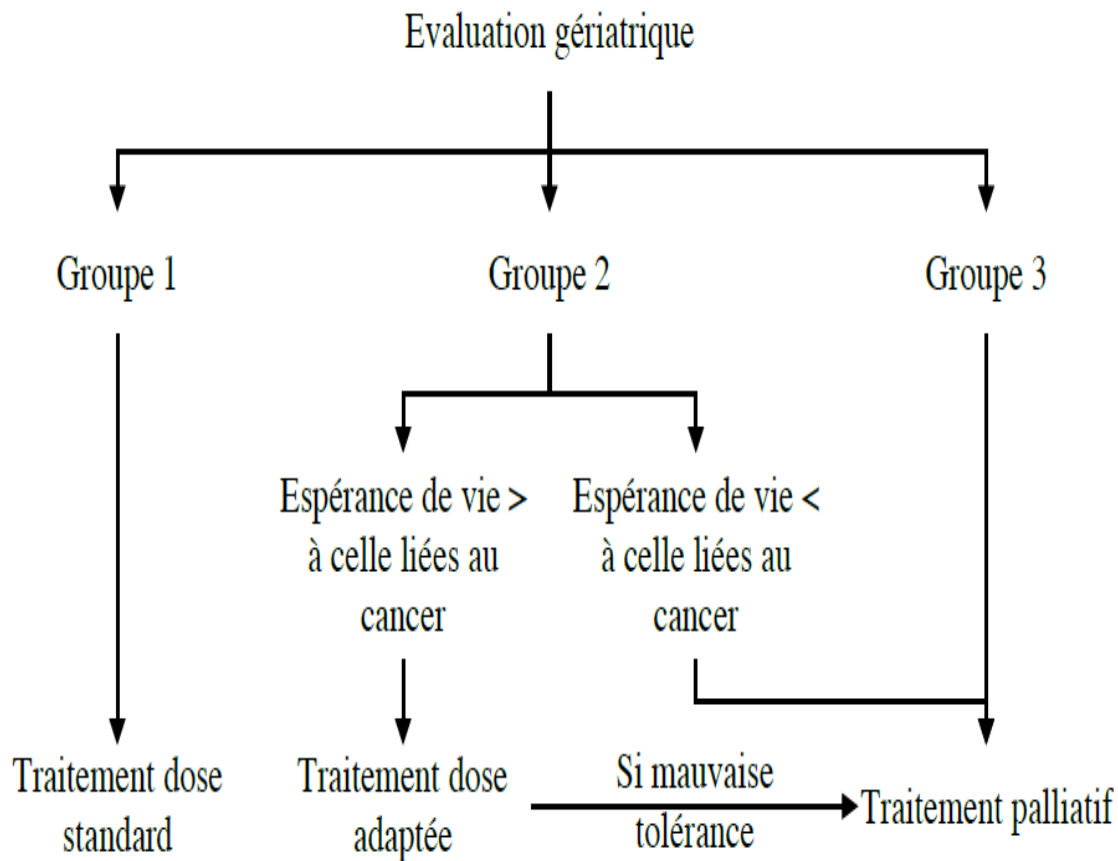 Evaluation gériatrique
Groupe 1
Groupe 2
Groupe 3
Espérance de vie >
à celle liées au
cancer
Espérance de vie <
à celle liées au
cancer
Traitement dose
standard
Traitement dose
adaptée
Si mauvaise
tolérance
Traitement palliatif